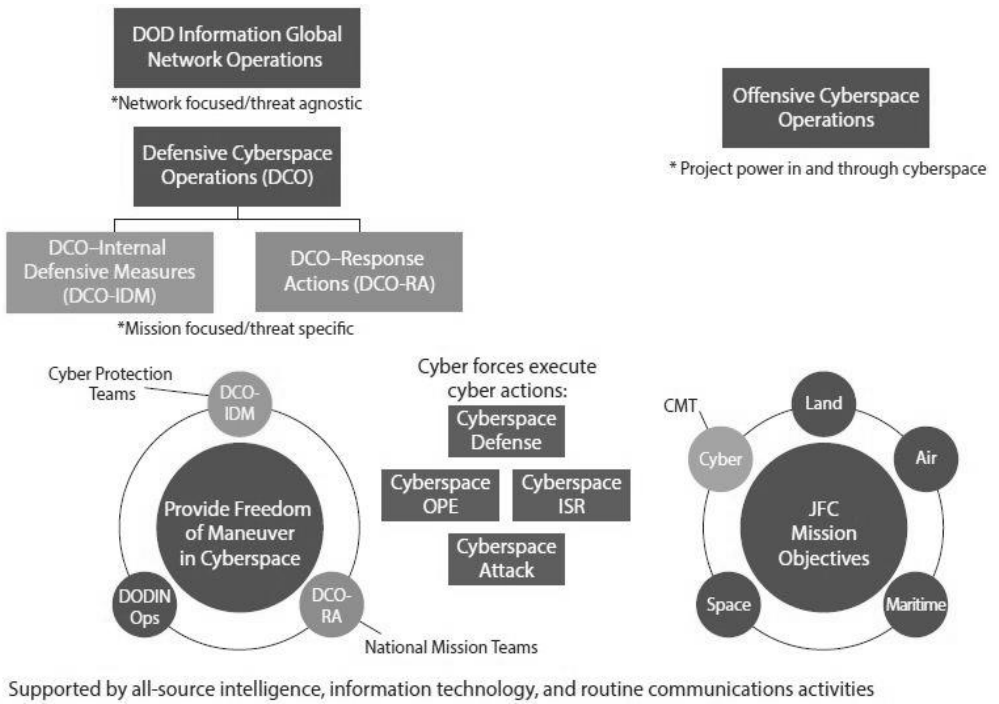 DOD Information Global
Network Operations
*Network focused/threat agnostic
Defensive Cyberspace
Operations (DCO)
DCO–Internal
Defensive Measures
(DCO-IDM)
DCO–Response
Actions (DCO-RA)
*Mission focused/threat specific
Offensive Cyberspace
Operations
* Project power in and through cyberspace
Cyber Protection
Teams
DCO-
IDM
Provide Freedom
of Maneuver
in Cyberspace
DODIN
Ops
DCO-
RA
National Mission Teams
Cyber forces execute
cyber actions:
Cyberspace
Defense
Cyberspace
OPE
Cyberspace
ISR
Cyberspace
Attack
CMT
Cyber
Land
Air
JFC
Mission
Objectives
Space
Maritime
Supported by all-source intelligence, information technology, and routine communications activities